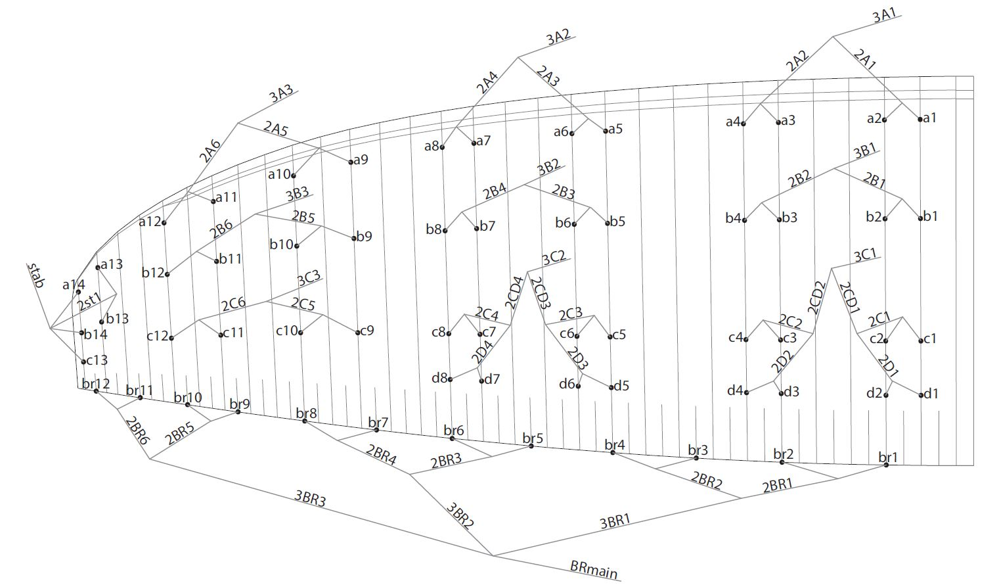 3A1
3A2
2A2
2A1
2A4
2A3
3A3
2A5
2A6
a4
a3
a2
a1
a6
a5
a8
a7
a9
a10
3B1
3B2
2B2
2B1
2B4
2B3
3B3
a11
a12
2B5
2B6
b4
b3
b2
b1
b6
b5
b8
b7
b9
b10
b11
b12
3C1
3C2
a13
stab
a14
3C3
2CD4
2CD3
2CD2
2CD1
2st1
2C6
2C5
2C4
2C3
2C2
2C1
b13
b14
c12
c11
c10
c9
c8
c7
c6
c5
c4
c3
c2
c1
2D4
2D3
2D2
2D1
c13
d8
d7
d6
d5
d4
d3
d2
d1
br12
br11
br10
br9
br8
br7
br6
br5
br4
br3
br2
br1
2BR6
2BR5
2BR4
2BR3
2BR2
2BR1
3BR3
3BR2
3BR1
BRmain